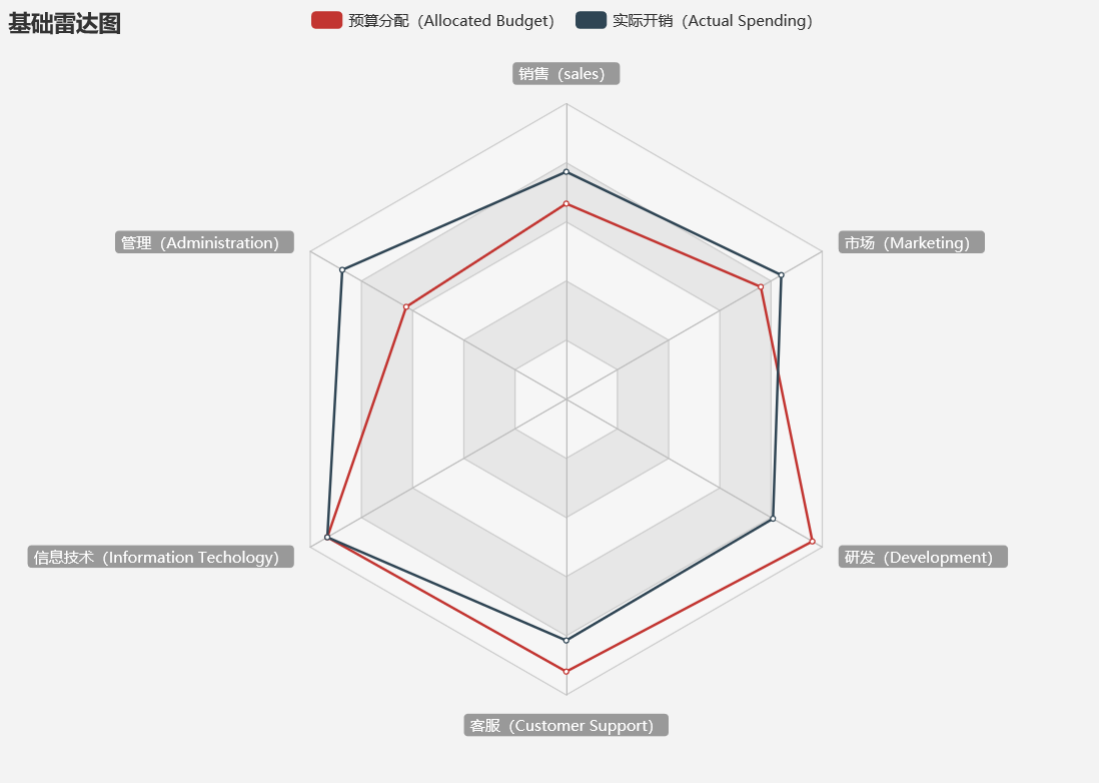 基础雷达图
预算分配（Allocated Budget）
实际开销（Actual Spending）
销售（sales）
管理（Administration）
市场（Marketing）
信息技术（Information Techology）
研发（Development）
客服（Customer Support）